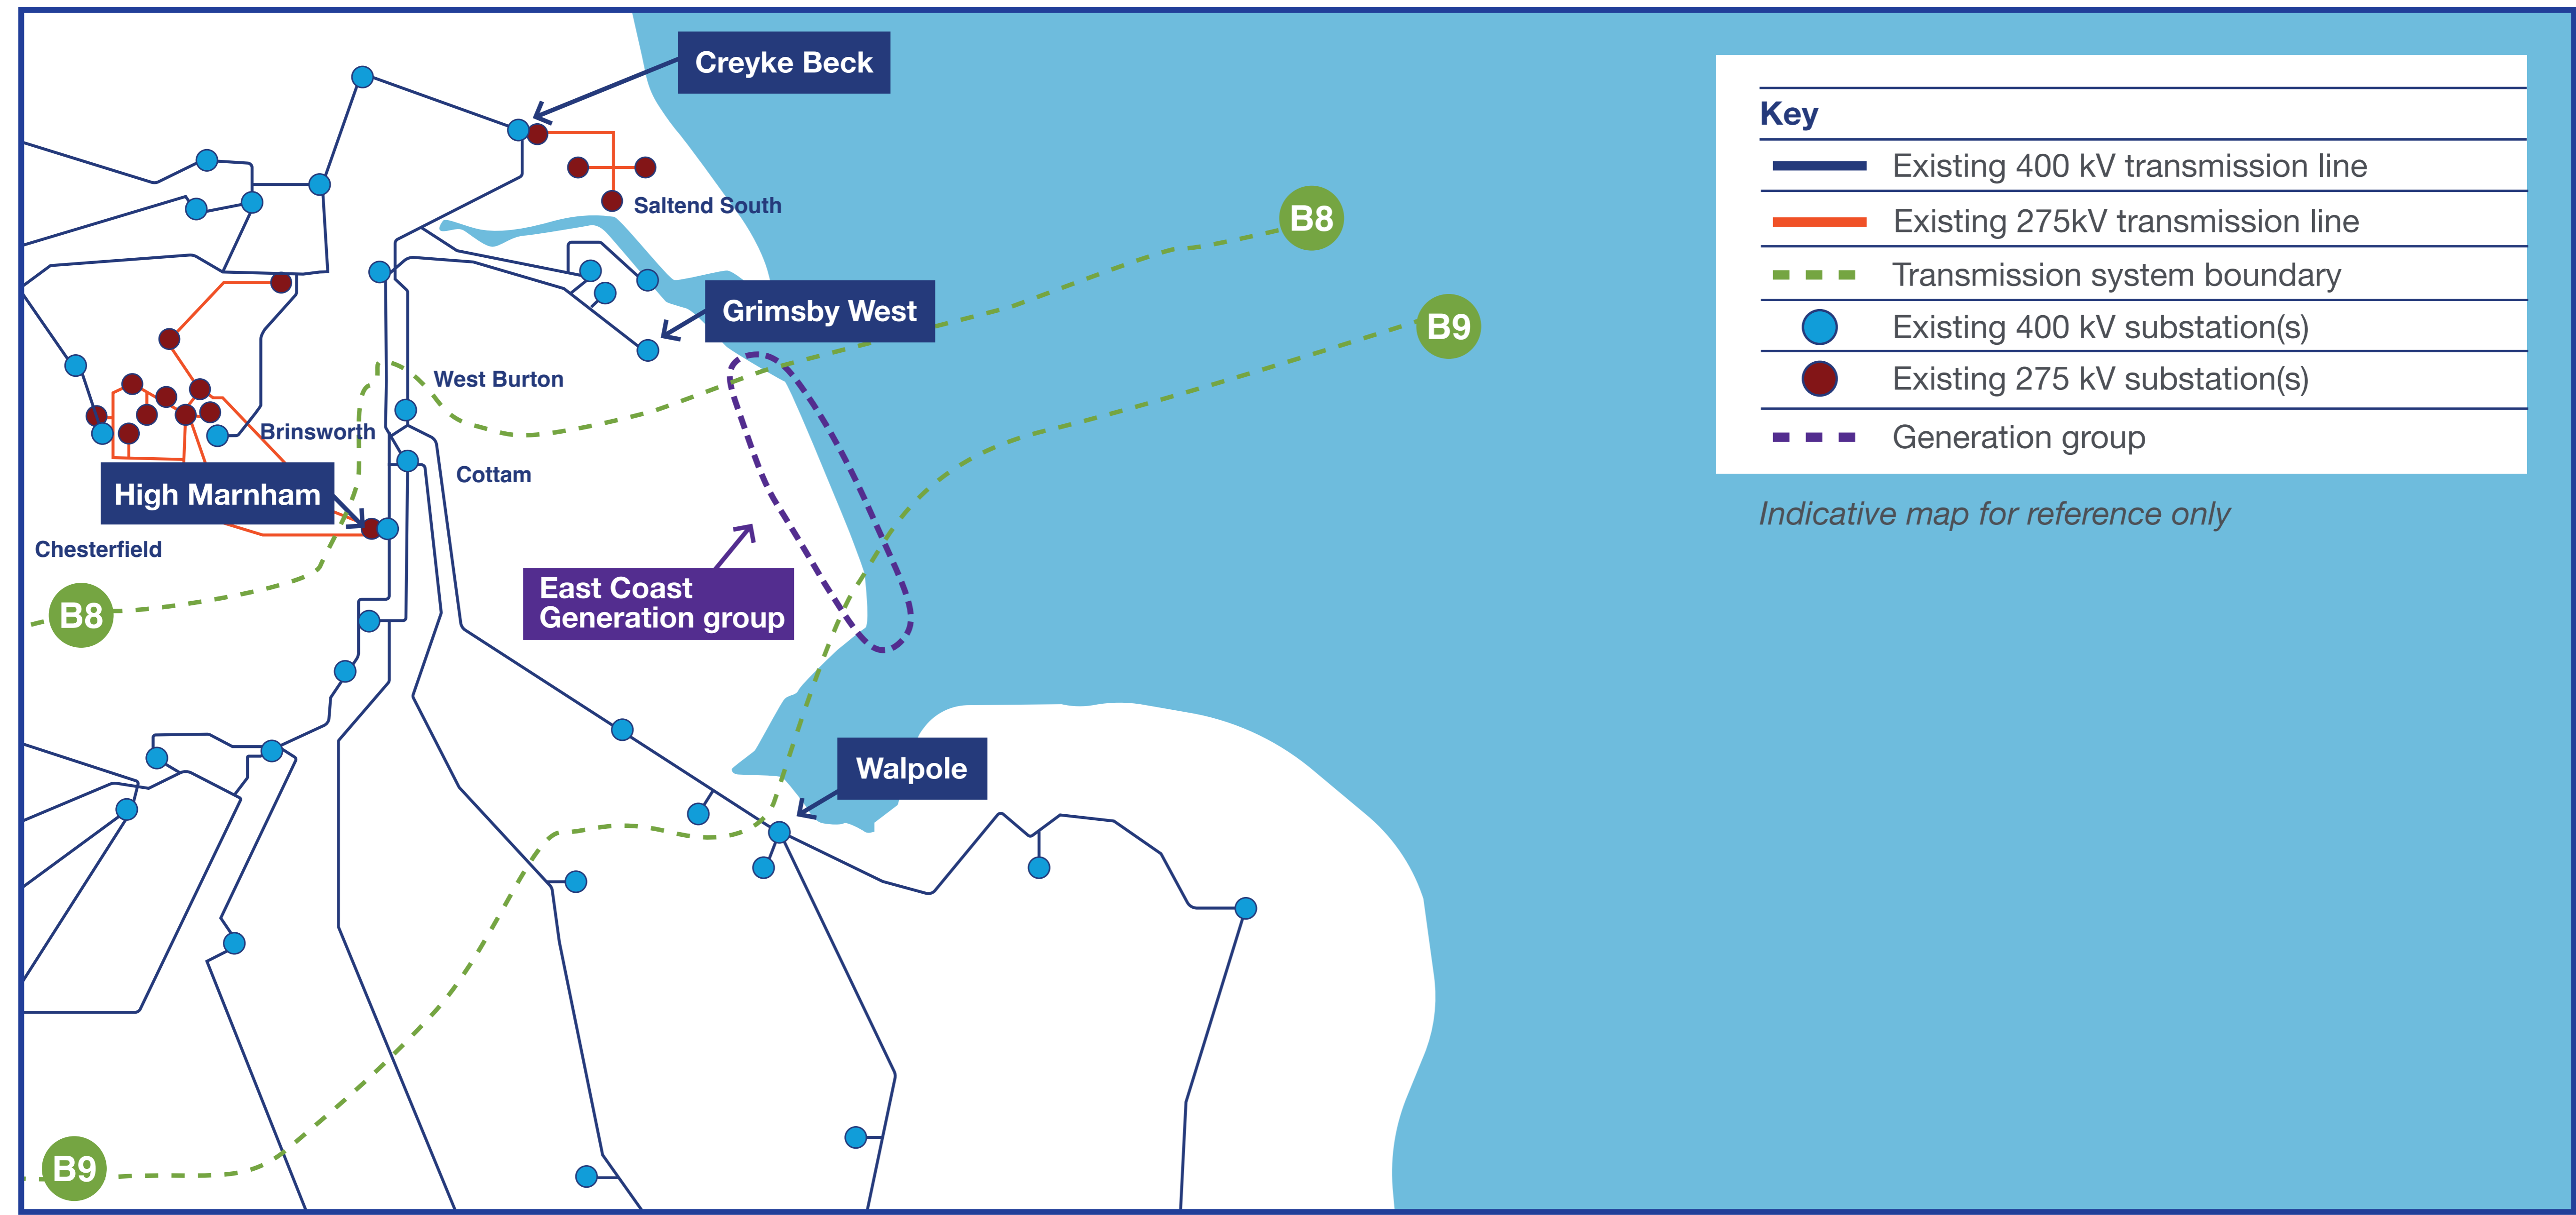 Creyke Beck
Key
Existing 400 kV transmission line
Saltend South
B8
Existing 275kV transmission line
Transmission system boundary
Grimsby West
B9
Existing 400 kV substation(s)
West Burton
Existing 275 kV substation(s)
Brinsworth
Generation group
Cottam
High Marnham
Indicative map for reference only
Chesterfield
East Coast
Generation group
B8
Walpole
B9